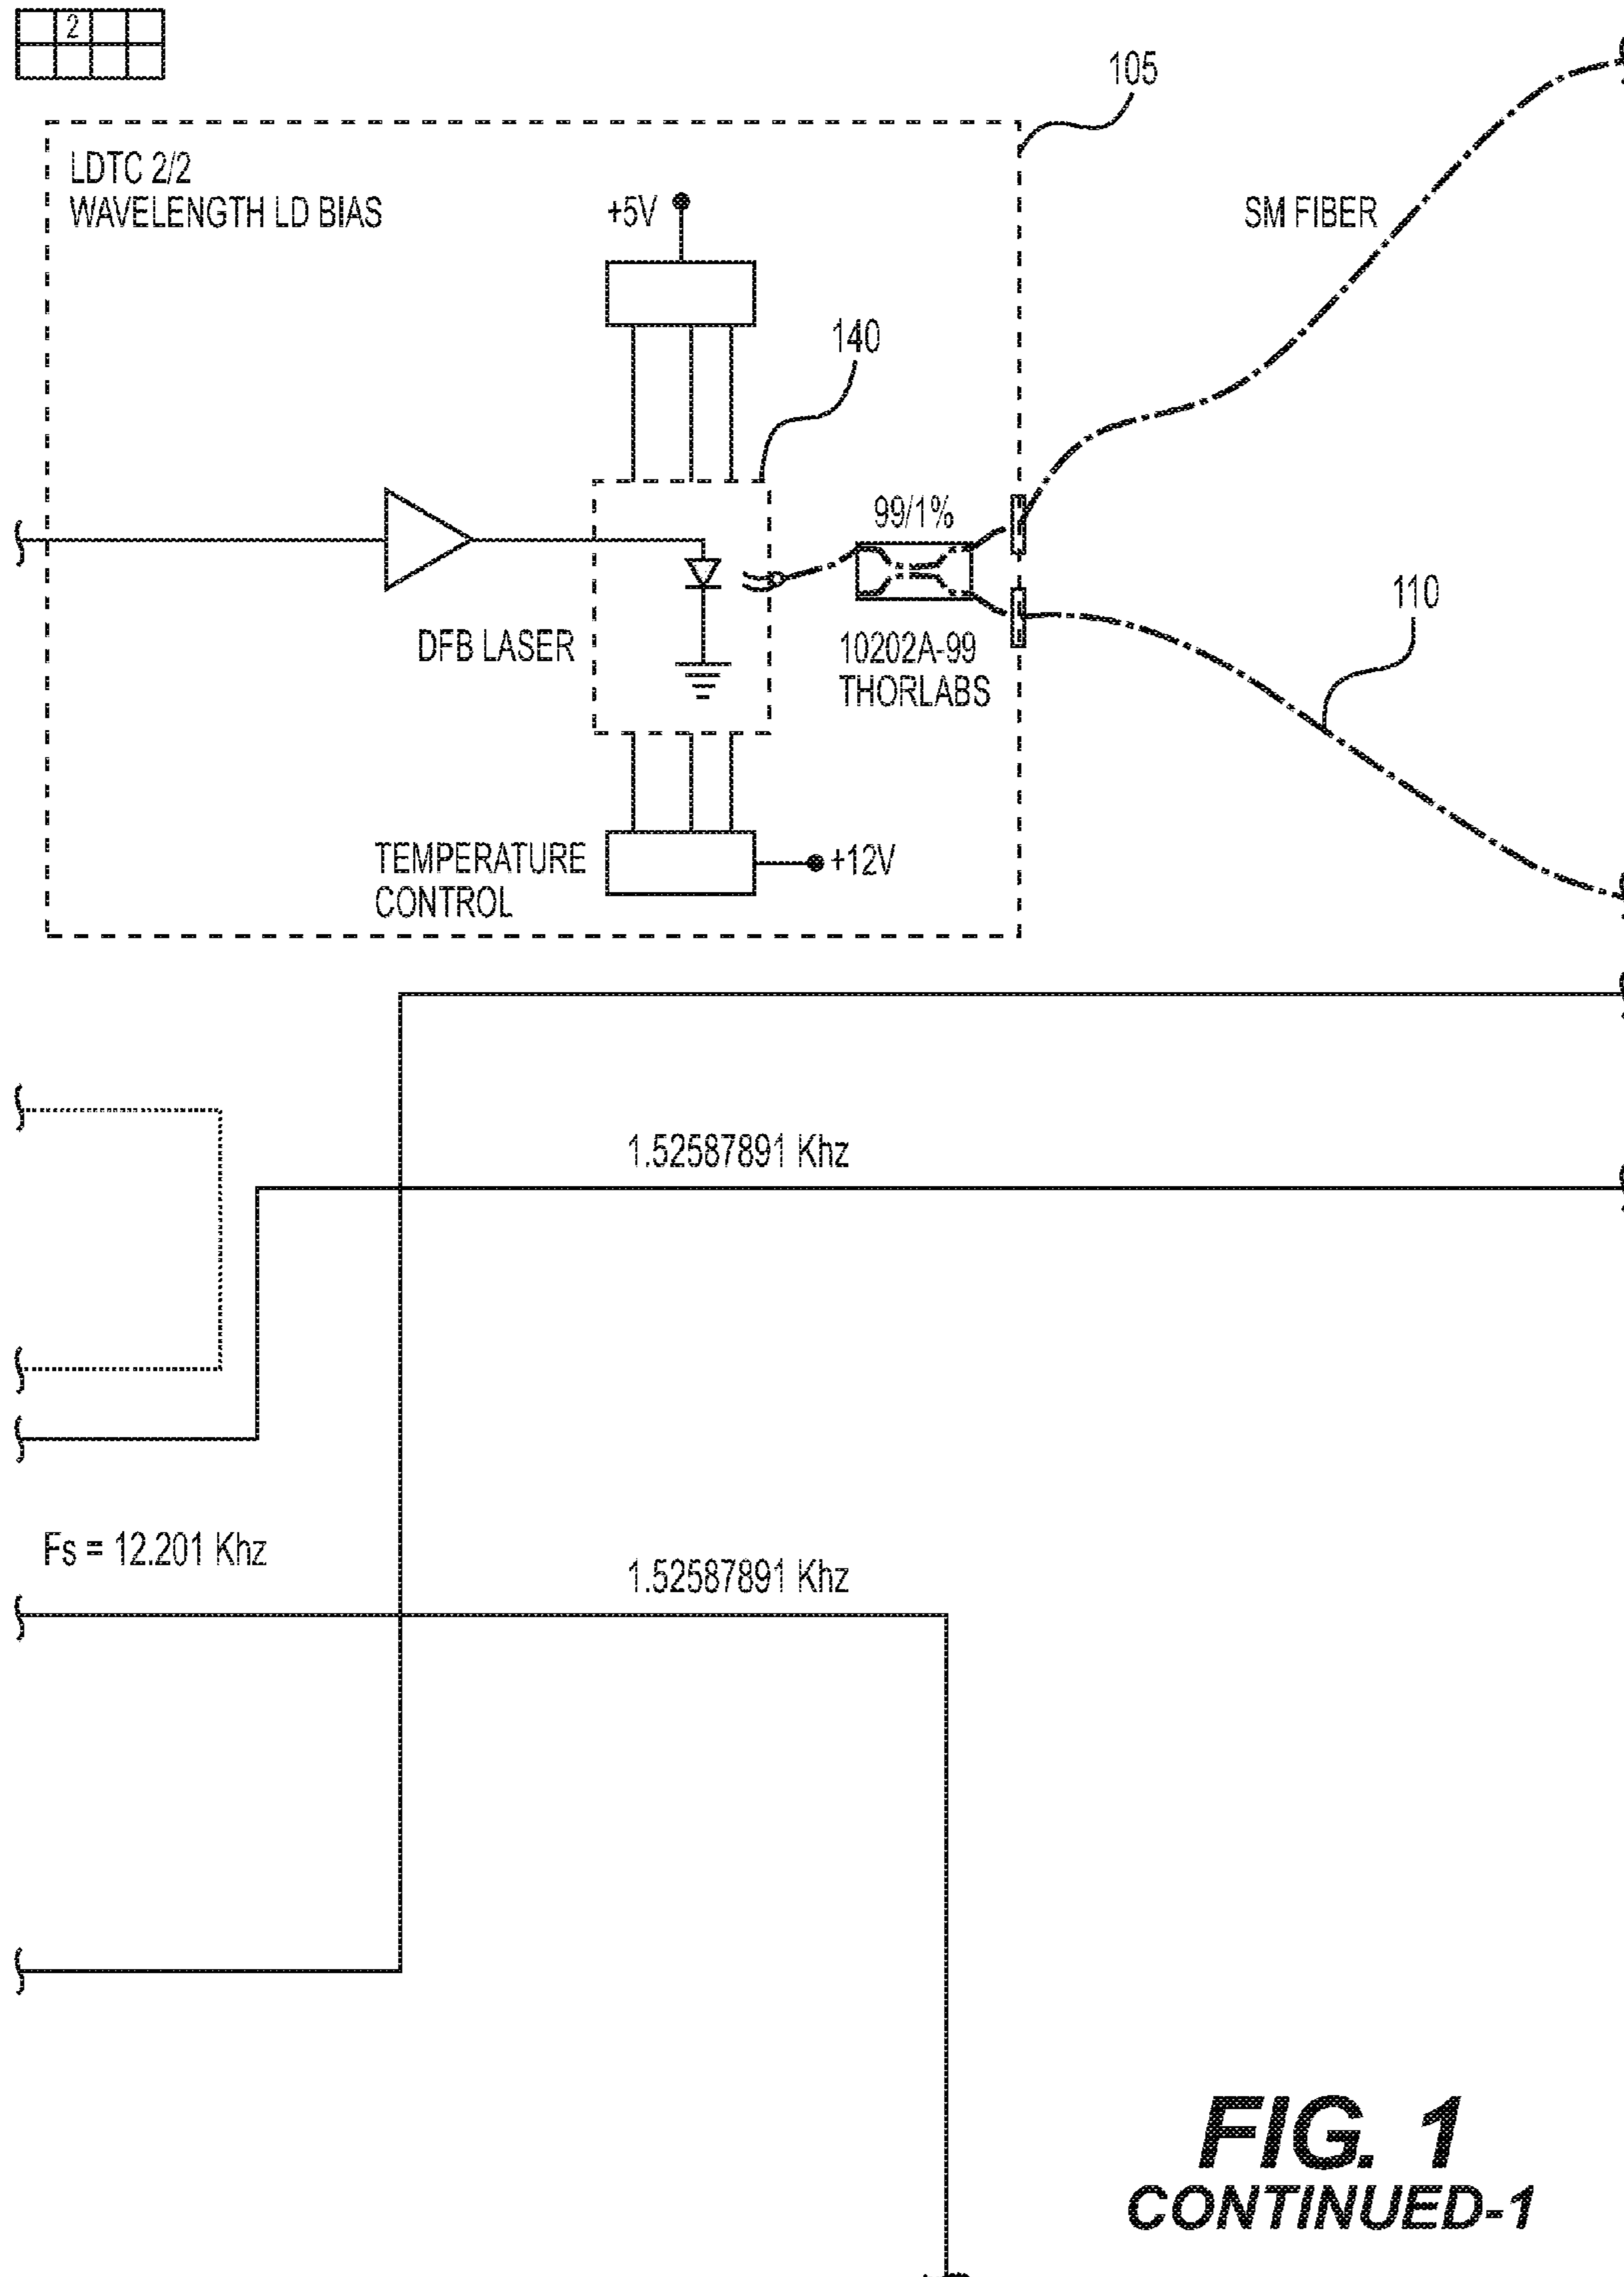 2
105
LDTC 2/2
WAVELENGTH LD BIAS
+5V
SM FIBER
140
99/1%
110
DFB LASER
10202A-99
THORLABS
TEMPERATURE
CONTROL
+12V
1.52587891 Khz
Fs = 12.201 Khz
1.52587891 Khz
FIG. 1
CONTINUED-1